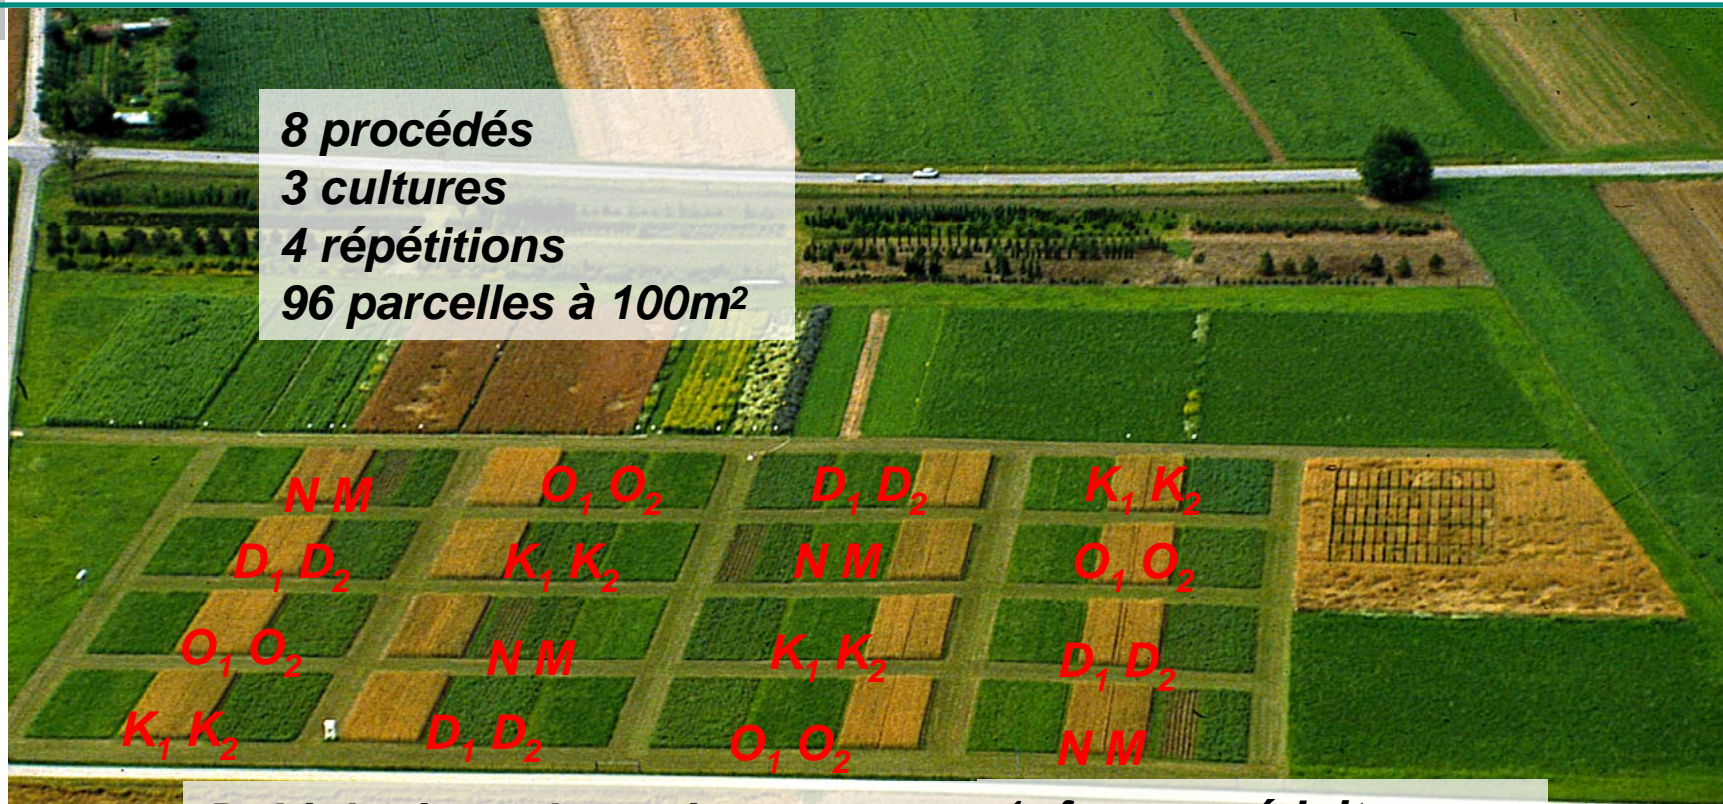 8 procédés
3 cultures
4 répétitions
96 parcelles à 100m²
N M O₁ O₂ D₁ D₂ K₁ K₂
D₁ D₂ K₁ K₂ N M O₁ O₂
O₁ O₂ N M K₁ K₂ D₁ D₂
K₁ K₂ D₁ D₂ O₁ O₂ N M